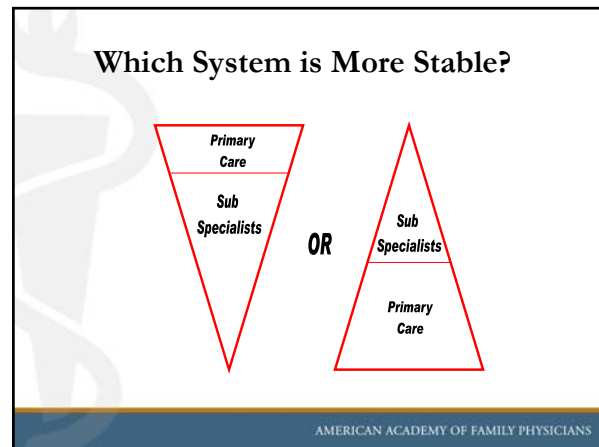 Which System is More Stable?
Primary
Care
Sub
Specialists
OR
Sub
Specialists
Primary
Care
AMERICAN ACADEMY OF FAMILY PHYSICIANS